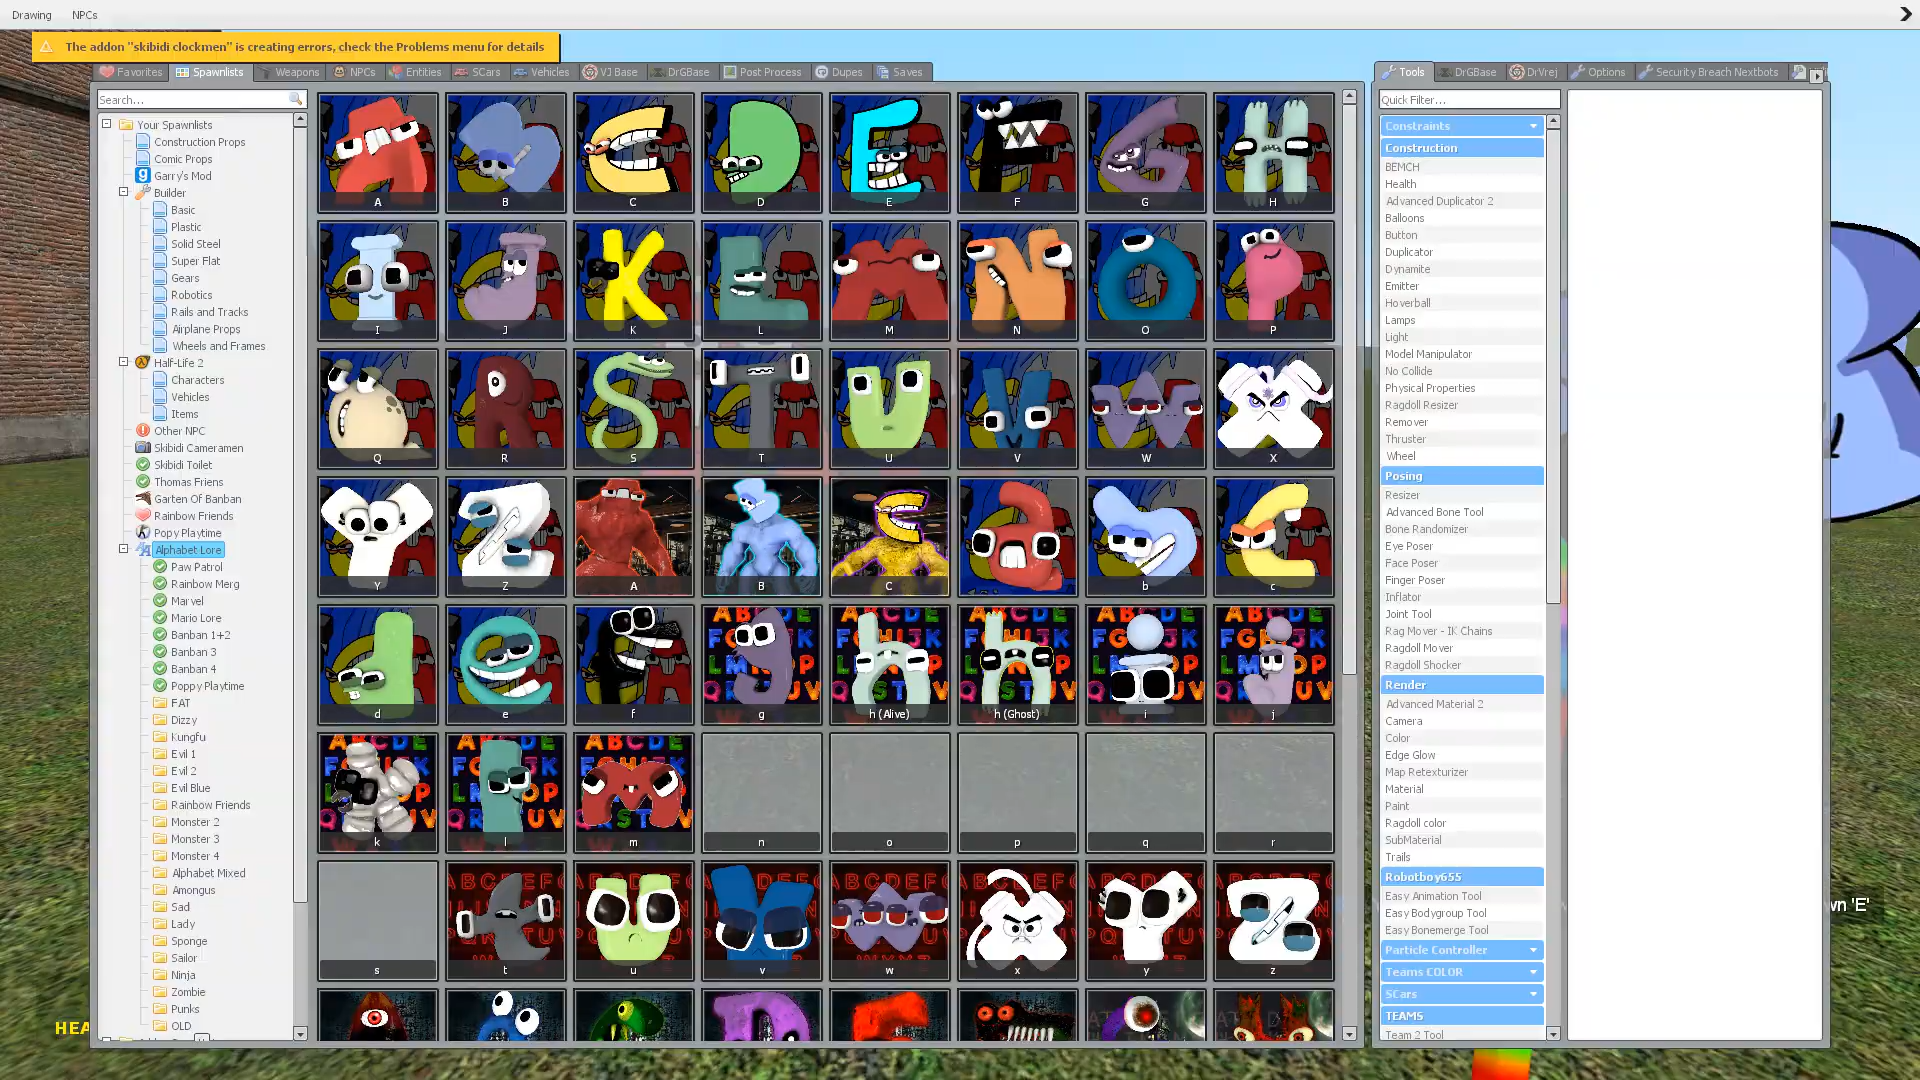 Drawing NPCs
The addon "skibidi clockmen" is creating errors, check the Problems menu for details
Favorites Spawnlists Weapons NPCs Entities SCars Vehicles VJ Base DrGBase Post Process Dupes Saves
Search...
Your Spawnlists
Construction Props
Comic Props
Garry's Mod
Builder
Basic
Plastic
Solid Steel
Super Flat
Gears
Robotics
Rails and Tracks
Airplane Props
Wheels and Frames
Half-Life 2
Characters
Vehicles
Items
Other NPC
Skibidi Cameramen
Skibidi Toilet
Thomas Friens
Garten Of Banban
Rainbow Friends
Popy Playtime
Alphabet Lore
Paw Patrol
Rainbow Merg
Marvel
Mario Lore
Banban 1+2
Banban 3
Banban 4
Poppy Playtime
FAT
Dizzy
Kungfu
Evil 1
Evil 2
Evil Blue
Rainbow Friends
Monster 2
Monster 3
Monster 4
Alphabet Mixed
Amongus
Sad
Lady
Sponge
Sailor
Ninja
Zombie
Punks
OLD
HEA
A B C D E F G H
I J K L M N O P
Q R S T U V W X
Y Z A B C a b c
d e f g h (Alive) h (Ghost) i j
k l m n o p q r
s t u v w x y z
Tools DrGBase DrVrej Options Security Breach Nextbots
Quick Filter...
Constraints
Construction
BEMCH
Health
Advanced Duplicator 2
Balloons
Button
Duplicator
Dynamite
Emitter
Hoverball
Lamps
Light
Model Manipulator
No Collide
Physical Properties
Ragdoll Resizer
Remover
Thruster
Wheel
Posing
Resizer
Advanced Bone Tool
Bone Randomizer
Eye Poser
Face Poser
Finger Poser
Inflator
Joint Tool
Rag Mover - IK Chains
Ragdoll Mover
Ragdoll Shocker
Render
Advanced Material 2
Camera
Color
Edge Glow
Map Retexturizer
Material
Paint
Ragdoll color
SubMaterial
Trails
Robotboy655
Easy Animation Tool
Easy Bodygroup Tool
Easy Bonemerge Tool
Particle Controller
Teams COLOR
SCars
TEAMS
Team 2 Tool
wn 'E'